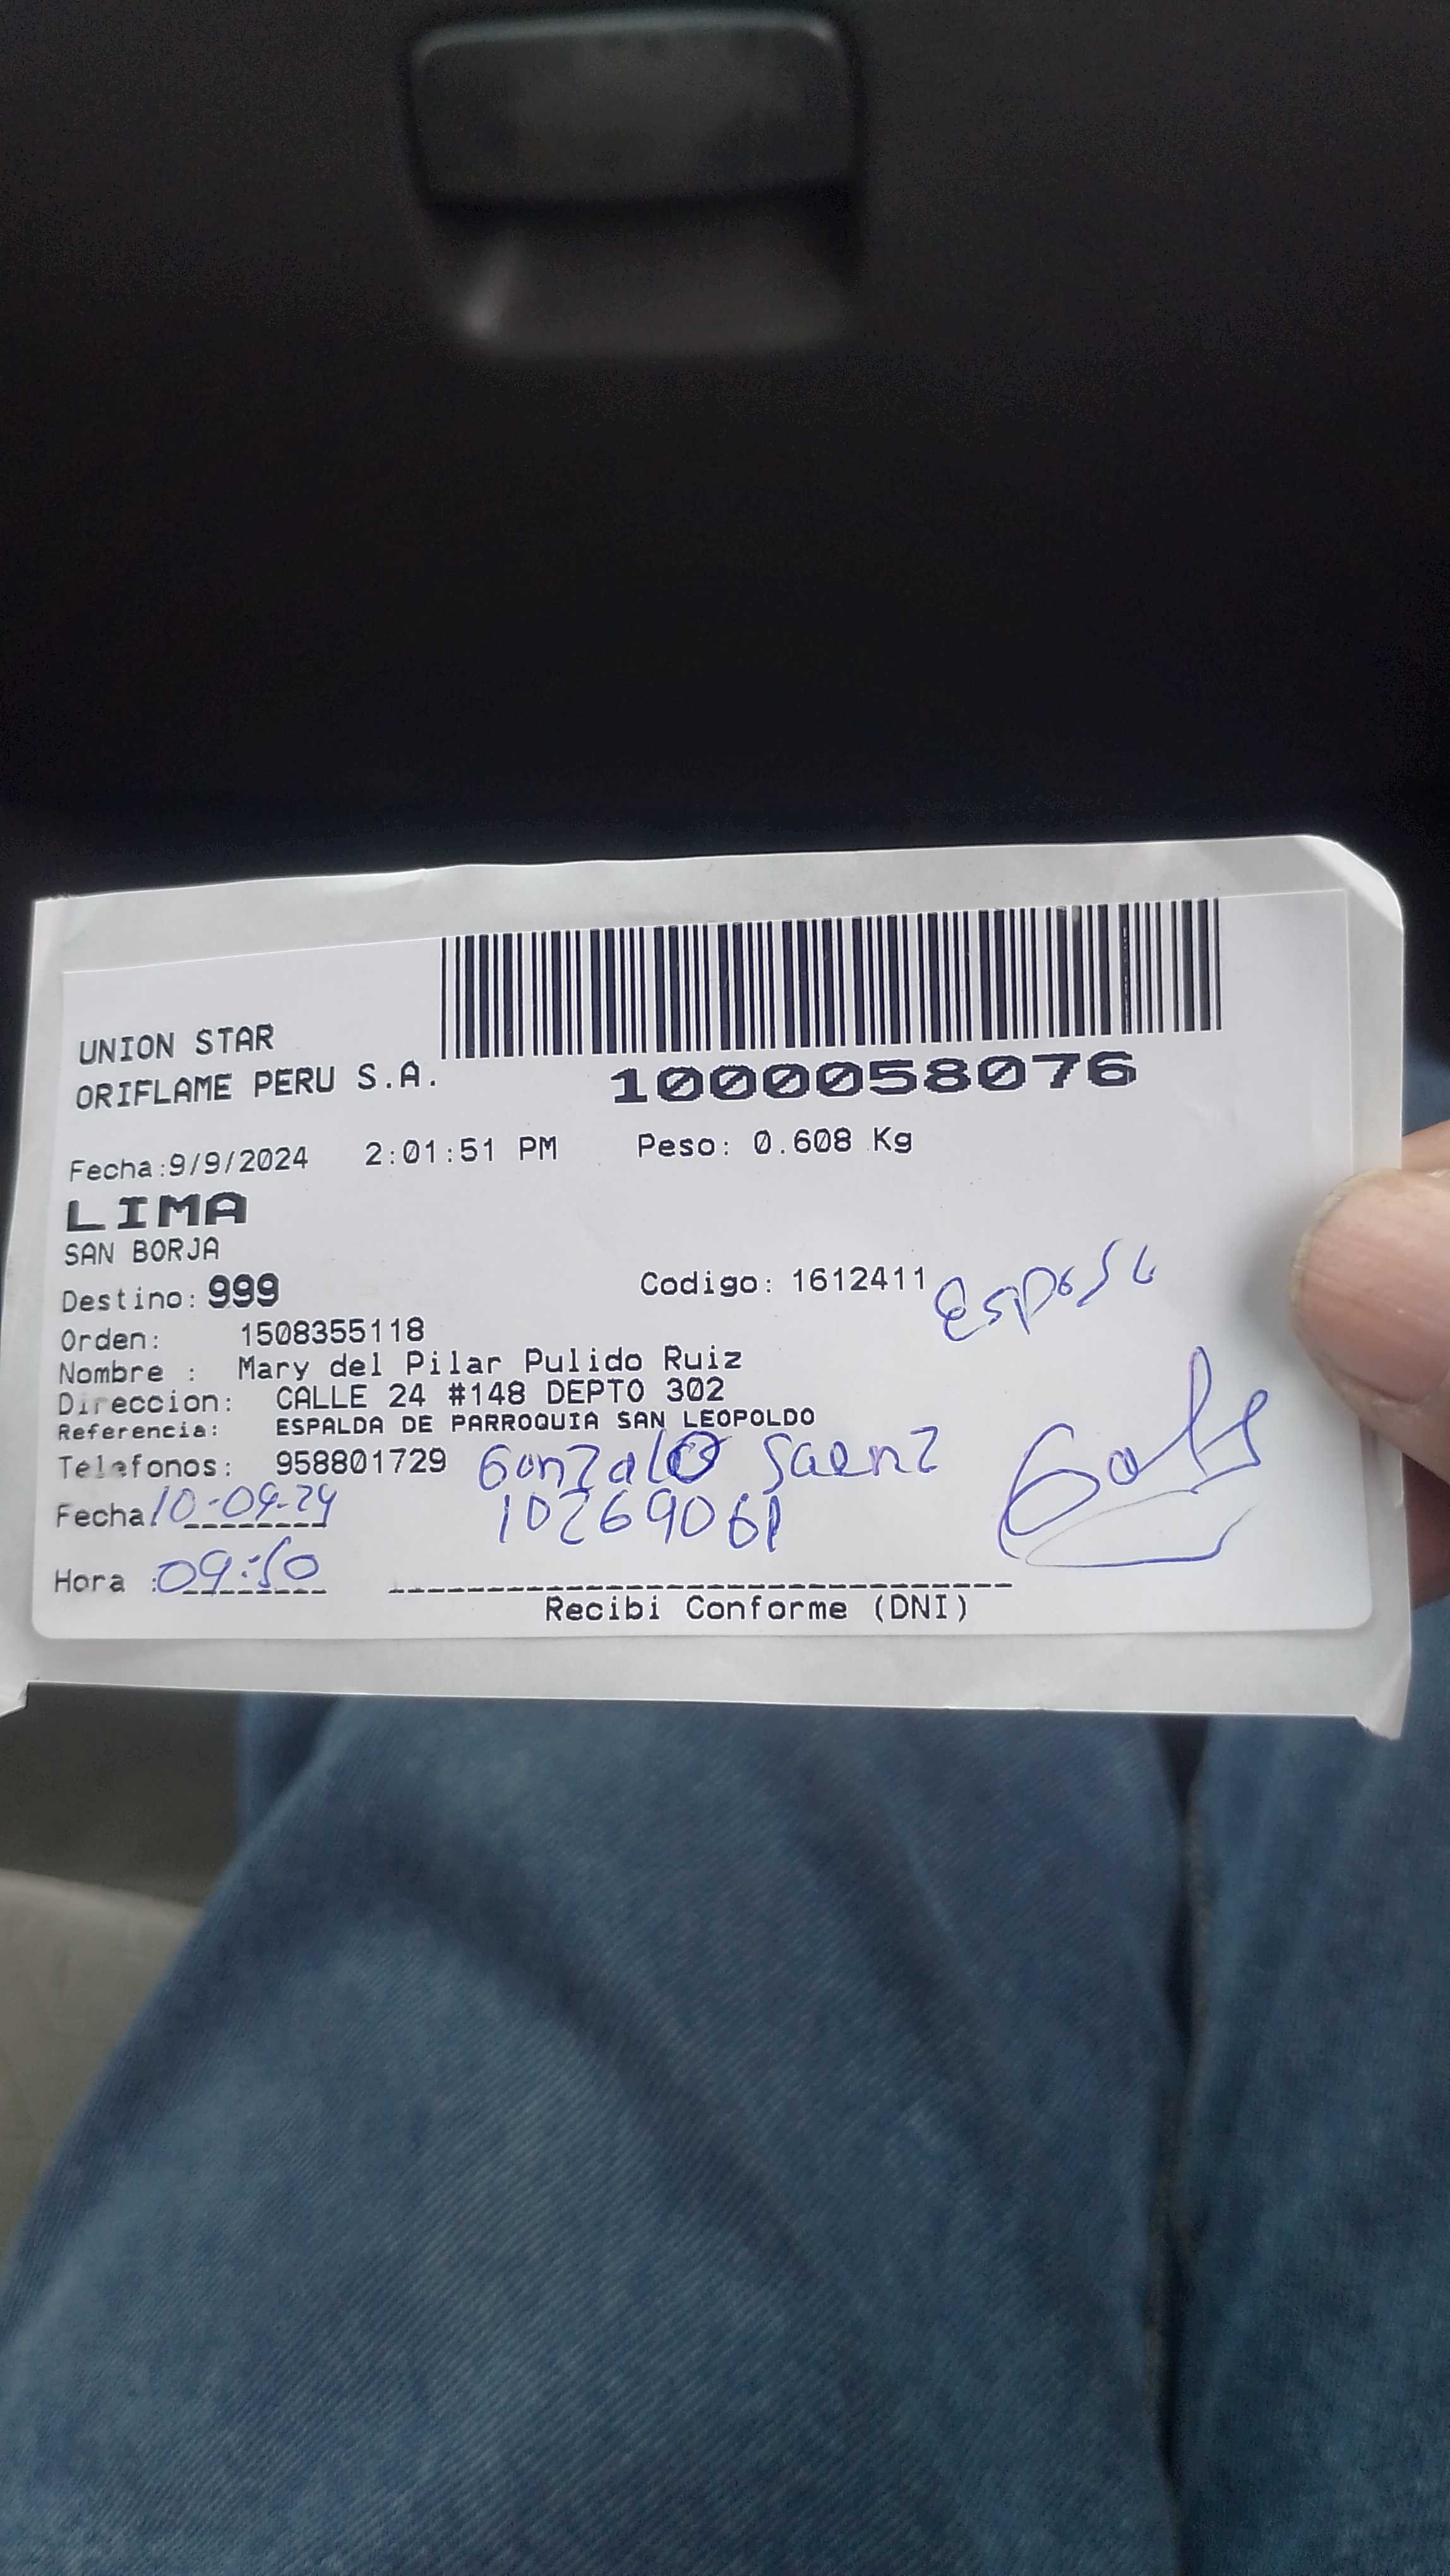 UNION STAR
ORIFLAME PERU S.A.
1000058076
Fecha:9/9/2024 2:01:51 PM Peso: 0.608 Kg
LIMA
SAN BORJA
Destino: 999 Codigo: 1612411 Esposo
Orden: 1508355118
Nombre : Mary del Pilar Pulido Ruiz
Direccion: CALLE 24 #148 DEPTO 302
Referencia: ESPALDA DE PARROQUIA SAN LEOPOLDO
Telefonos: 958801729 Gonzalo Saenz
Fecha 10-09-24
Hora : 09:50
Recibi Conforme (DNI)